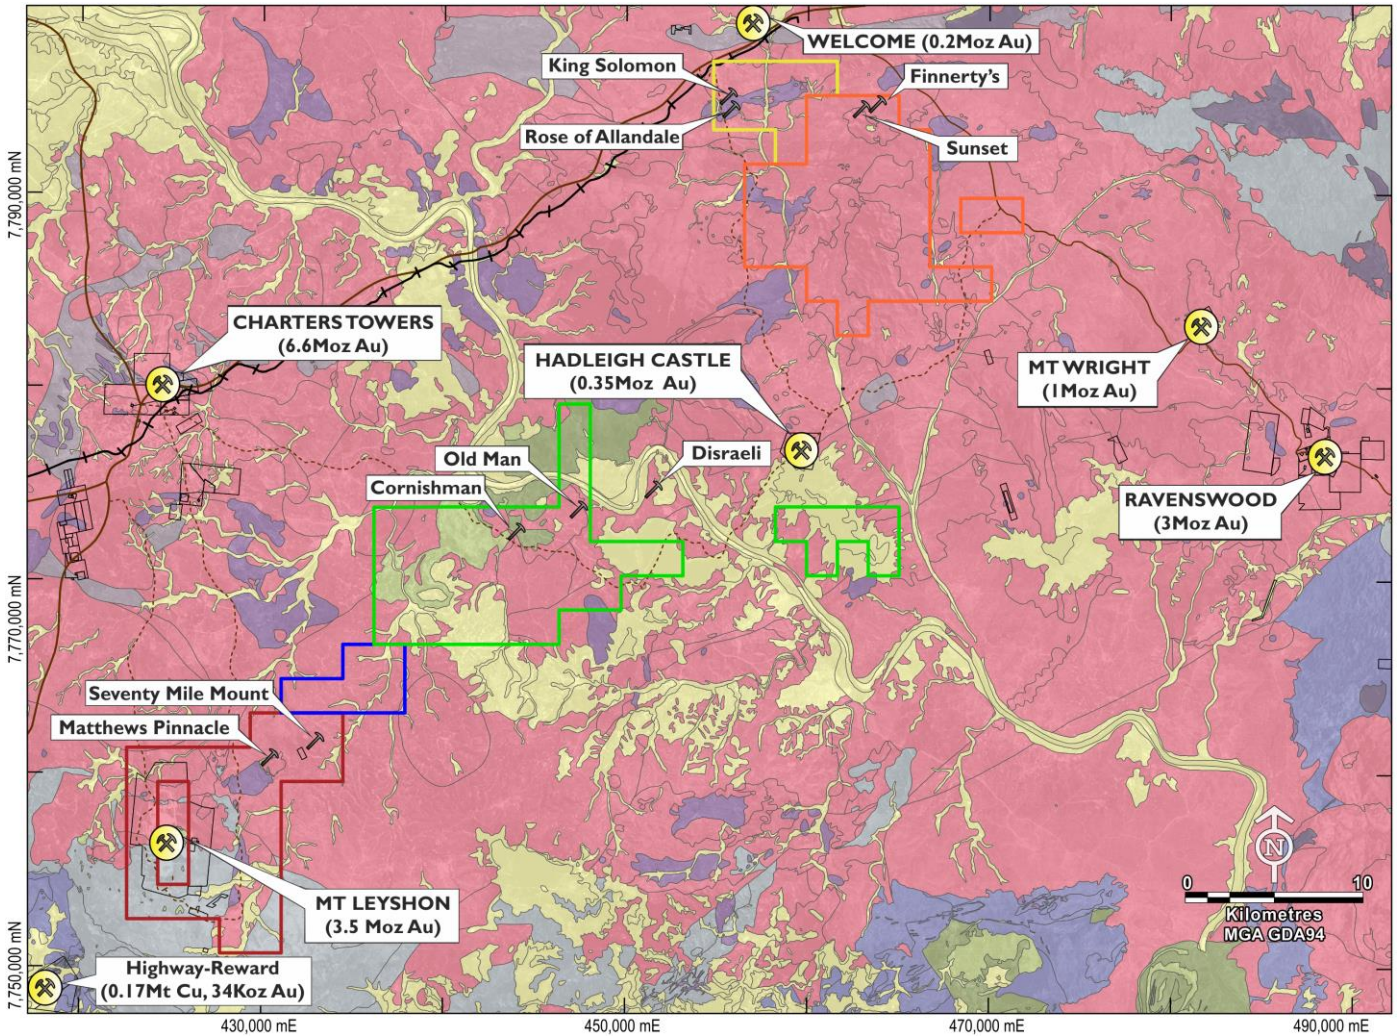 WELCOME (0.2Moz Au)
King Solomon
Finnerty's
Rose of Allandale
Sunset
7,790,000 mN
CHARTERS TOWERS
(6.6Moz Au)
HADLEIGH CASTLE
(0.35Moz Au)
MT WRIGHT
(1Moz Au)
Old Man
Disraeli
Cornishman
RAVENSWOOD
(3Moz Au)
7,770,000 mN
Seventy Mile Mount
Matthews Pinnacle
N
MT LEYSHON
(3.5 Moz Au)
0 10
Kilometres
MGA GDA94
Highway-Reward
(0.17Mt Cu, 34Koz Au)
7,750,000 mN
430,000 mE
450,000 mE
470,000 mE
490,000 mE